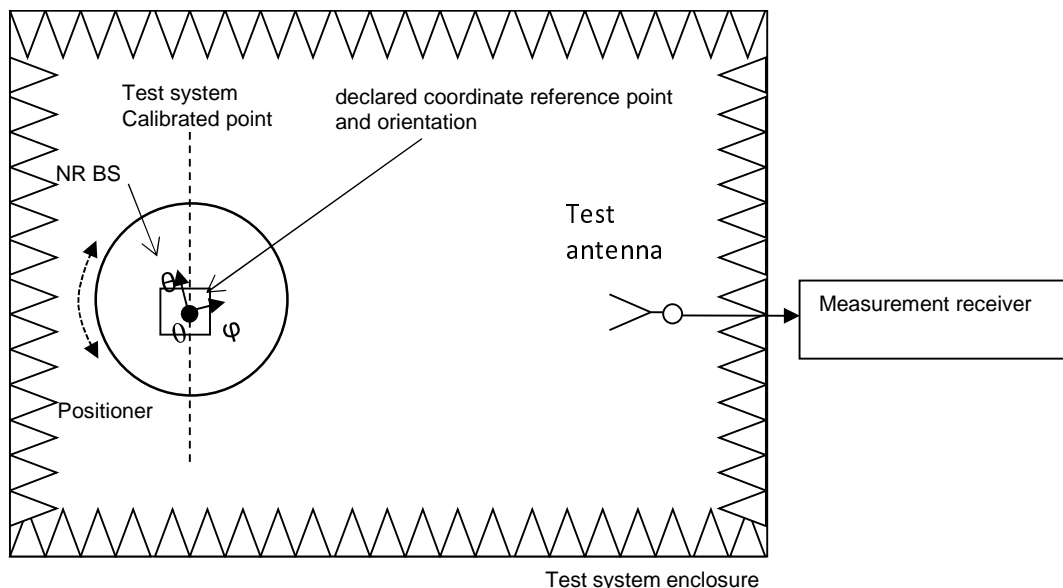 Test system
Calibrated point
declared coordinate reference point
and orientation
NR BS
Test
antenna
Measurement receiver
θ
0
φ
Positioner
Test system enclosure